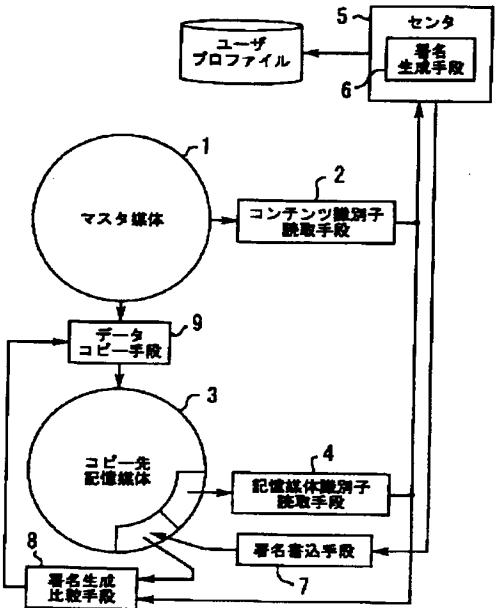 5
センタ
署名
生成手段
6
ユーザ
プロファイル
1
マスタ媒体
2
コンテンツ識別子
読取手段
データ
コピー手段
9
3
コピー先
記憶媒体
4
記憶媒体識別子
読取手段
署名書込手段
7
8
署名生成
比較手段